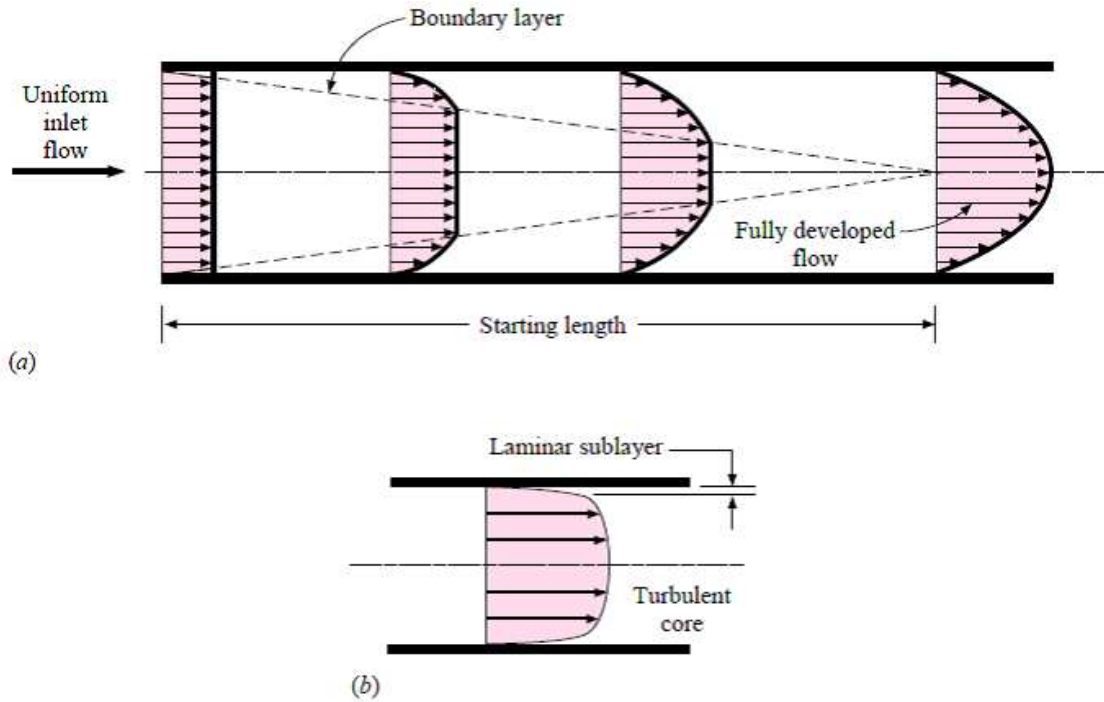 Boundary layer
Uniform
inlet
flow
Fully developed
flow
Starting length
(a)
Laminar sublayer
Turbulent
core
(b)